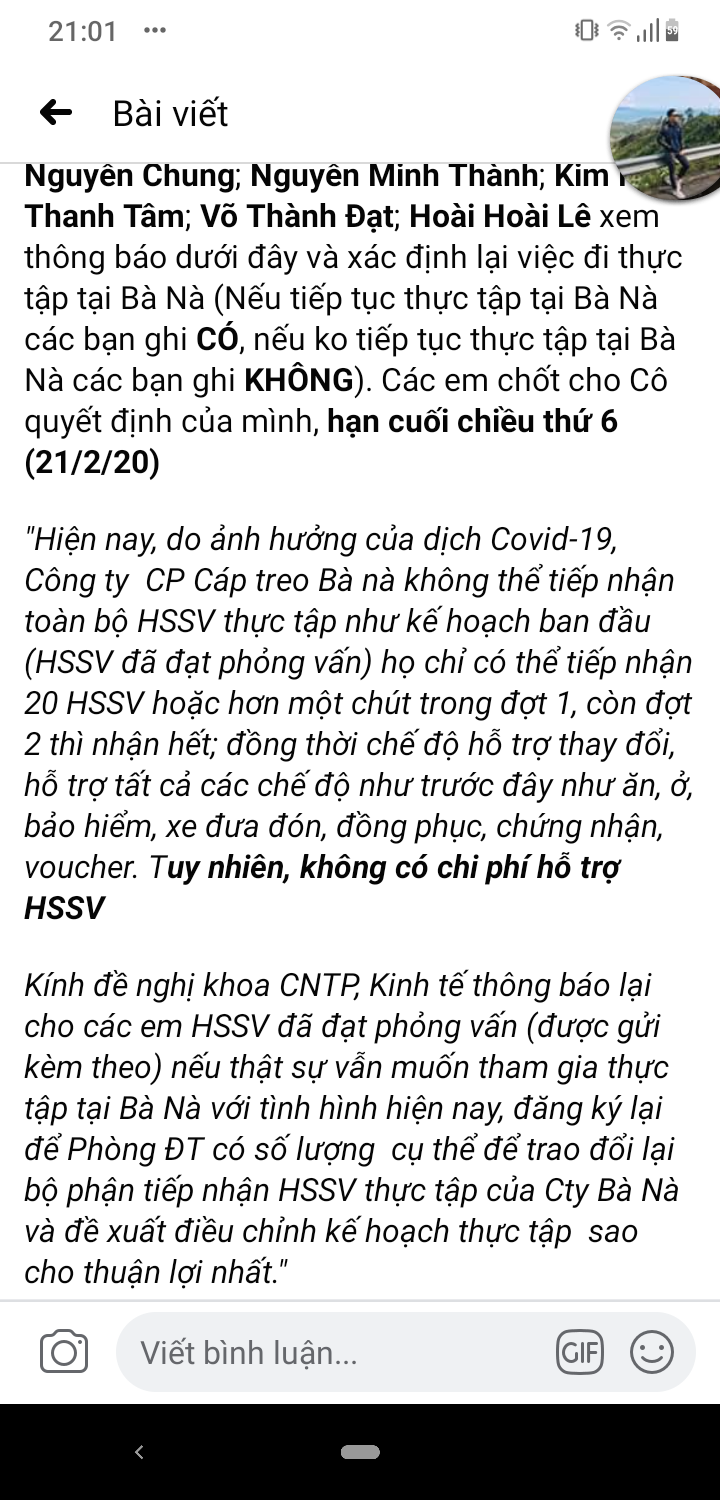 21:01 ...
59
Bài viết
Nguyễn Chung; Nguyễn Minh Thành; Kim
Thanh Tâm; Võ Thành Đạt; Hoài Hoài Lê xem
thông báo dưới đây và xác định lại việc đi thực
tập tại Bà Nà (Nếu tiếp tục thực tập tại Bà Nà
các bạn ghi CÓ, nếu ko tiếp tục thực tập tại Bà
Nà các bạn ghi KHÔNG). Các em chốt cho Cô
quyết định của mình, hạn cuối chiều thứ 6
(21/2/20)
"Hiện nay, do ảnh hưởng của dịch Covid-19,
Công ty  CP Cáp treo Bà nà không thể tiếp nhận
toàn bộ HSSV thực tập như kế hoạch ban đầu
(HSSV đã đạt phỏng vấn) họ chỉ có thể tiếp nhận
20 HSSV hoặc hơn một chút trong đợt 1, còn đợt
2 thì nhận hết; đồng thời chế độ hỗ trợ thay đổi,
hỗ trợ tất cả các chế độ như trước đây như ăn, ở,
bảo hiểm, xe đưa đón, đồng phục, chứng nhận,
voucher. Tuy nhiên, không có chi phí hỗ trợ
HSSV
Kính đề nghị khoa CNTP, Kinh tế thông báo lại
cho các em HSSV đã đạt phỏng vấn (được gửi
kèm theo) nếu thật sự vẫn muốn tham gia thực
tập tại Bà Nà với tình hình hiện nay, đăng ký lại
để Phòng ĐT có số lượng  cụ thể để trao đổi lại
bộ phận tiếp nhận HSSV thực tập của Cty Bà Nà
và đề xuất điều chỉnh kế hoạch thực tập  sao
cho thuận lợi nhất."
Viết bình luận...
GIF